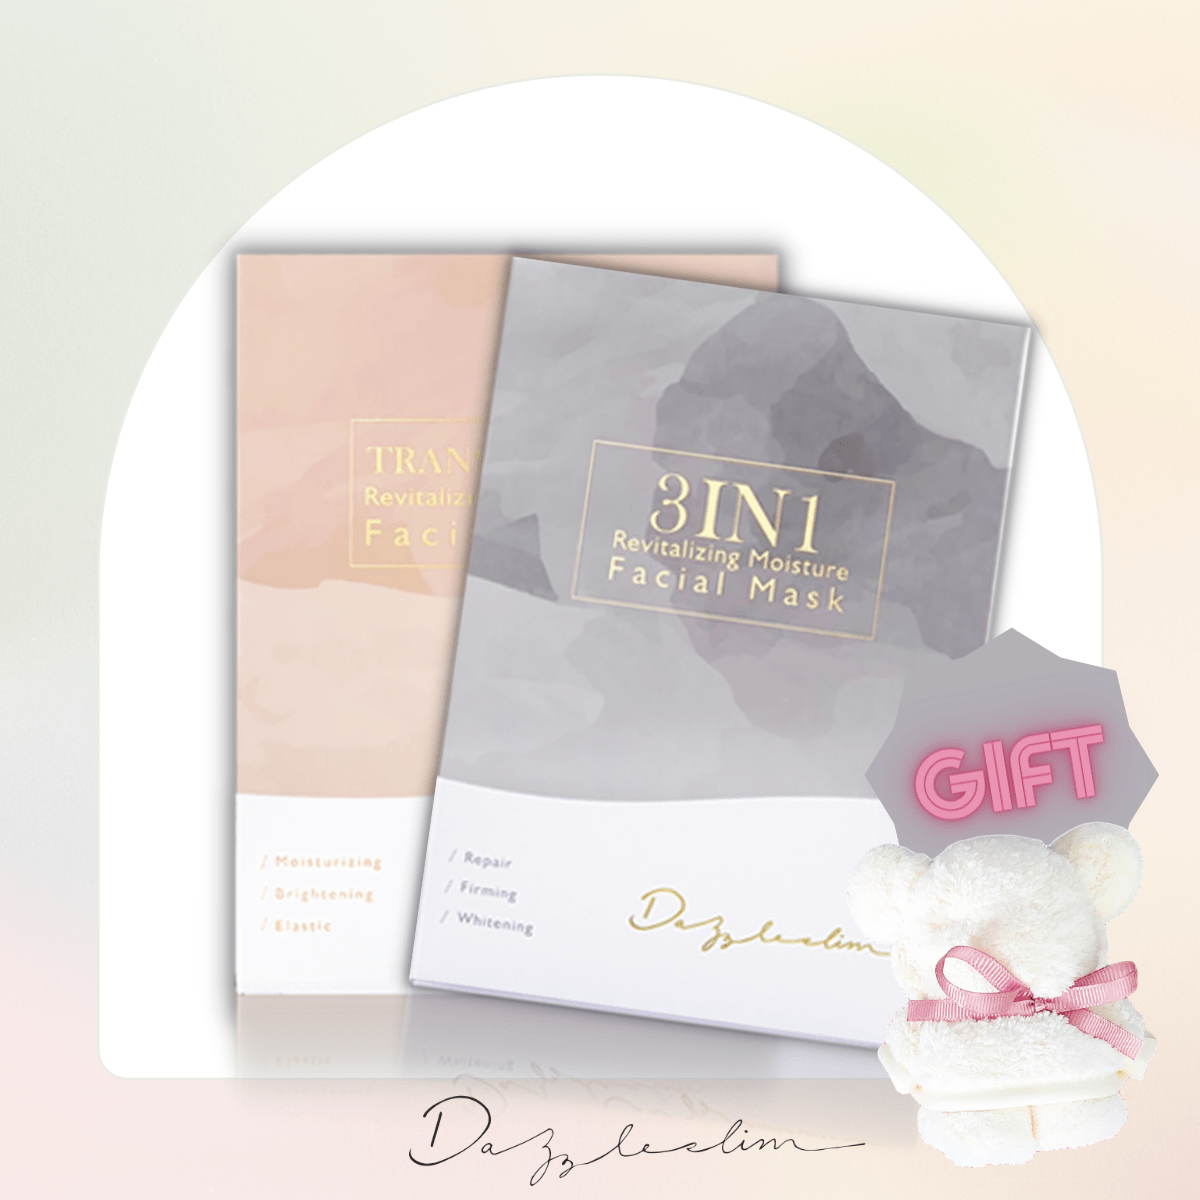 TRAN
Revitaliz
Faci
/ Moisturizing
/ Brightening
/ Elastic
3IN1
Revitalizing Moisture
Facial Mask
/ Repair
/ Firming
/ Whitening
Dazzleslim
GIFT
Dazzleslim